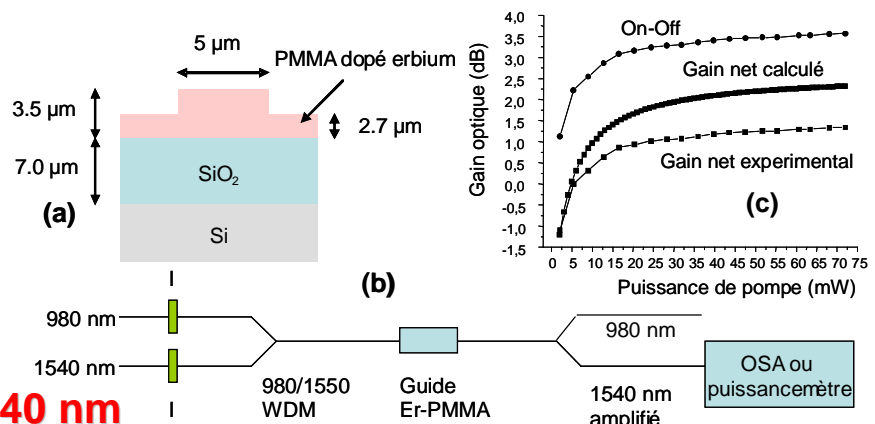 (a)
5 µm
PMMA dopé erbium
3.5 µm
2.7 µm
7.0 µm
SiO2
Si
(c)
Gain optique (dB)
4,0
3,5
3,0
2,5
2,0
1,5
1,0
0,5
0,0
-0,5
-1,0
-1,5
On-Off
Gain net calculé
Gain net experimental
0 5 10 15 20 25 30 35 40 45 50 55 60 65 70 75
Puissance de pompe (mW)
(b)
I
980 nm
1540 nm
I
40 nm
980/1550
WDM
Guide
Er-PMMA
980 nm
1540 nm
amplifié
OSA ou
puissancemètre